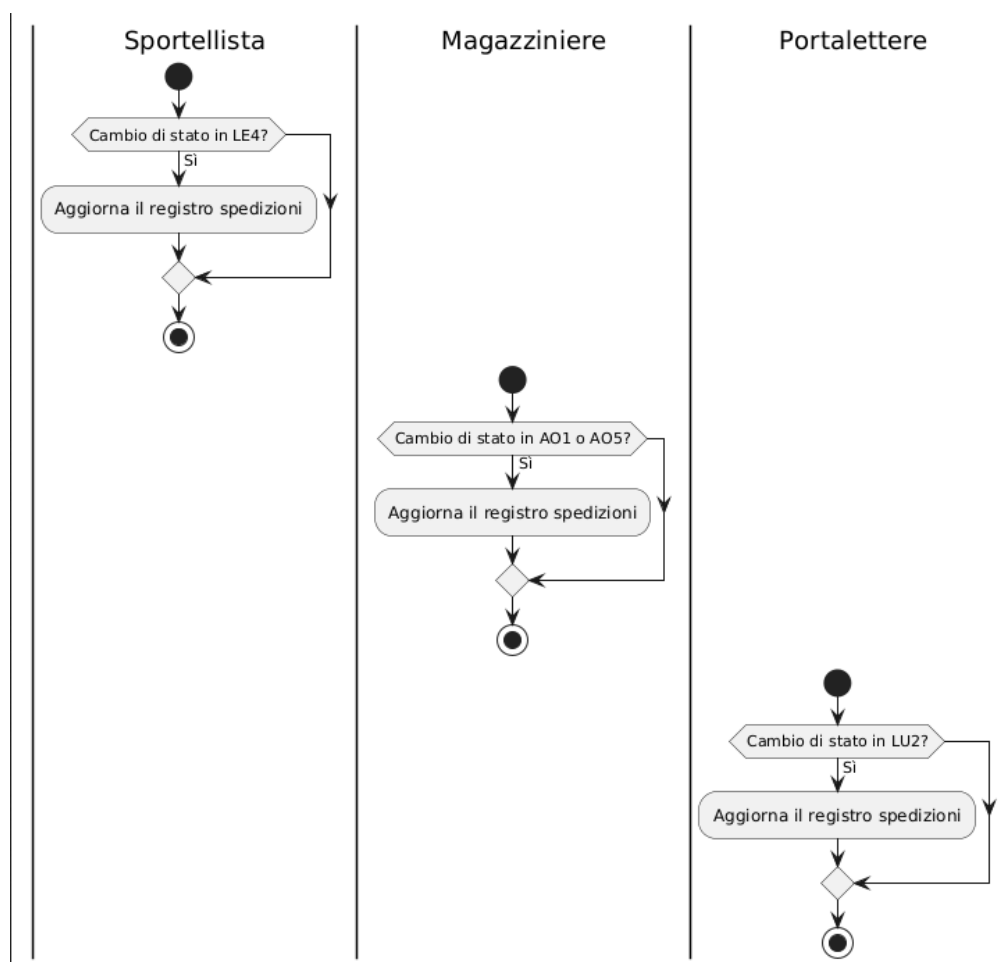 Sportellista
Magazziniere
Portalettere
Cambio di stato in LE4?
Sì
Aggiorna il registro spedizioni
Cambio di stato in AO1 o AO5?
Sì
Aggiorna il registro spedizioni
Cambio di stato in LU2?
Sì
Aggiorna il registro spedizioni